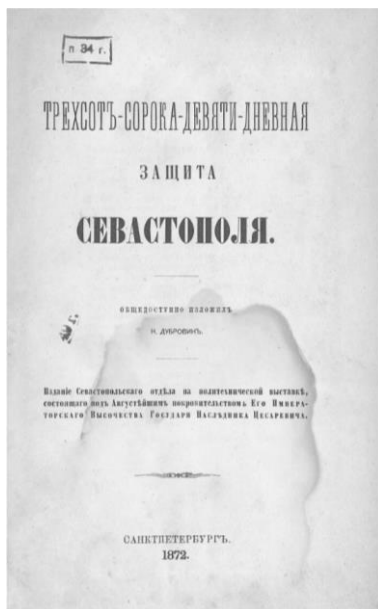 п. 34 г.
ТРЕХСОТЪ-СОРОКА-ДЕВЯТИ-ДНЕВНАЯ
ЗАЩИТА
СЕВАСТОПОЛЯ.
ОБЩЕДОСТУПНО ИЗЛОЖИЛЪ
Н. ДУБРОВИНЪ.
Изданіе Севастопольскаго отдѣла на политехнической выставкѣ,
состоящаго подъ Августѣйшимъ покровительствомъ Его Импера-
торскаго Высочества Государя Наслѣдника Цесаревича.
САНКТПЕТЕРБУРГЪ.
1872.